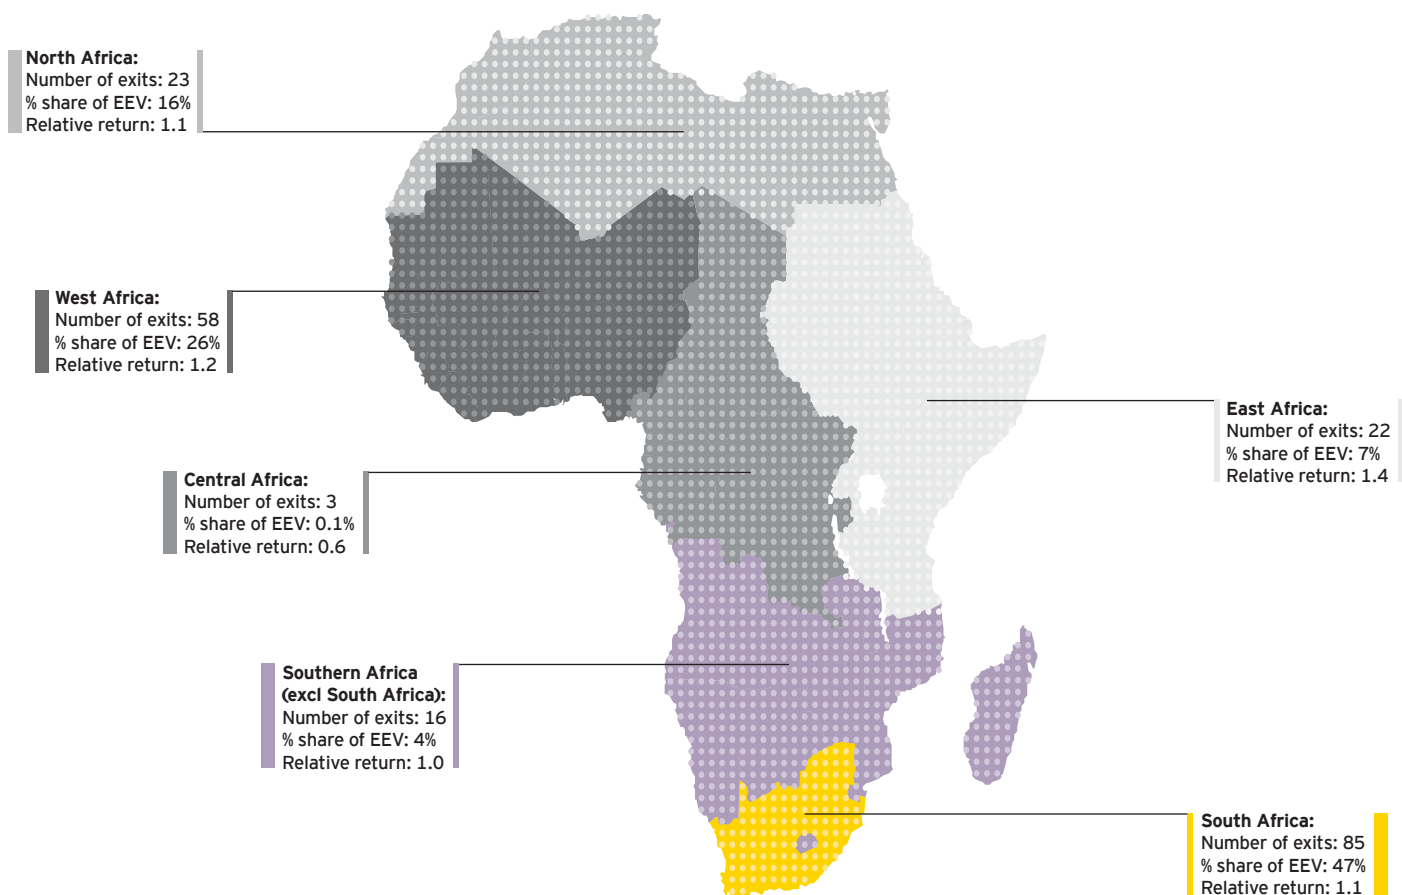 North Africa:
Number of exits: 23
% share of EEV: 16%
Relative return: 1.1
West Africa:
Number of exits: 58
% share of EEV: 26%
Relative return: 1.2
East Africa:
Number of exits: 22
% share of EEV: 7%
Relative return: 1.4
Central Africa:
Number of exits: 3
% share of EEV: 0.1%
Relative return: 0.6
Southern Africa
(excl South Africa):
Number of exits: 16
% share of EEV: 4%
Relative return: 1.0
South Africa:
Number of exits: 85
% share of EEV: 47%
Relative return: 1.1